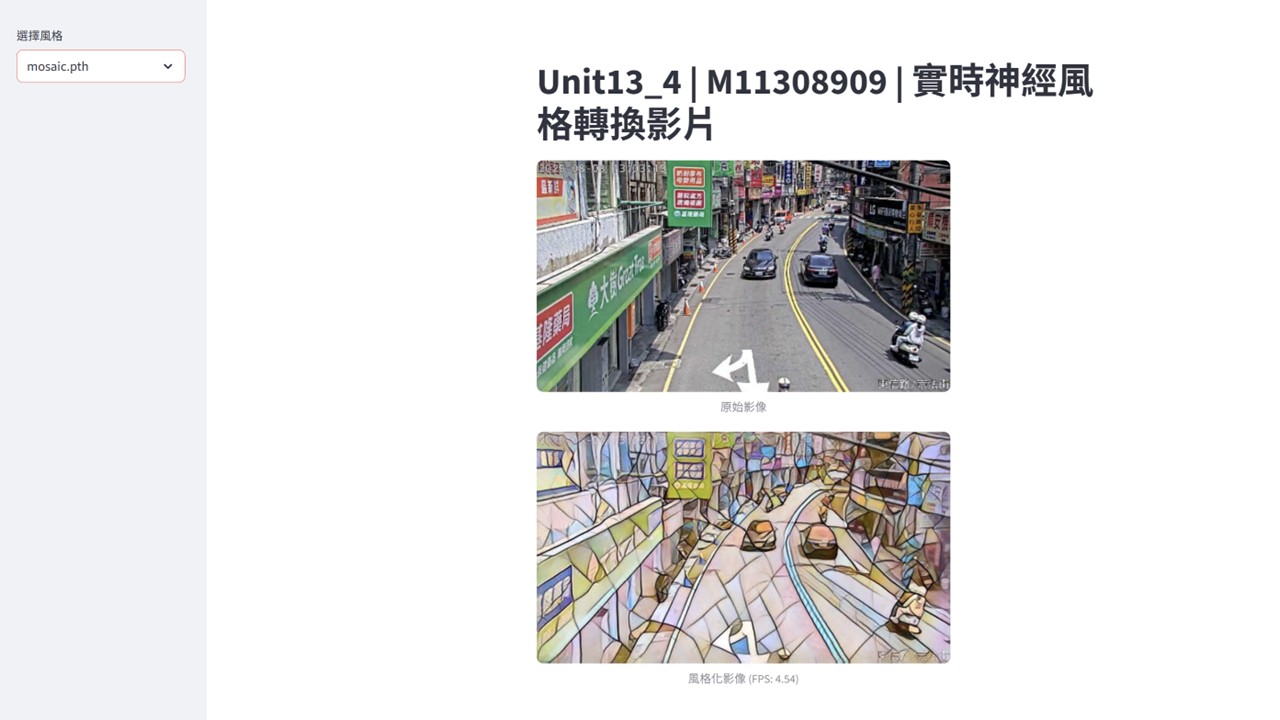 選擇風格
mosaic.pth
Unit13_4 | M11308909 | 實時神經風
格轉換影片
大樹 Great Tree
基隆藥局
LG
原始影像
風格化影像 (FPS: 4.54)